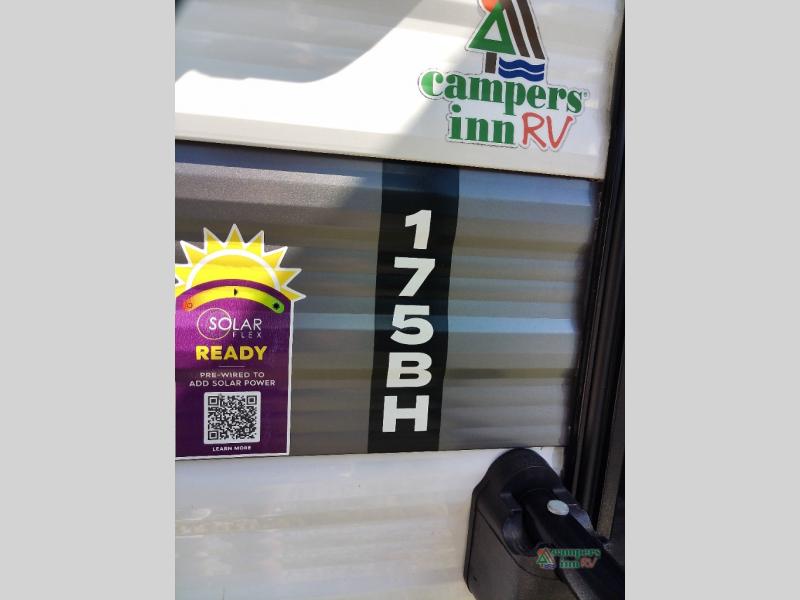 campers
inn RV
175BH
SOLAR
FLEX
READY
PRE-WIRED TO
ADD SOLAR POWER
LEARN MORE
campers
inn RV